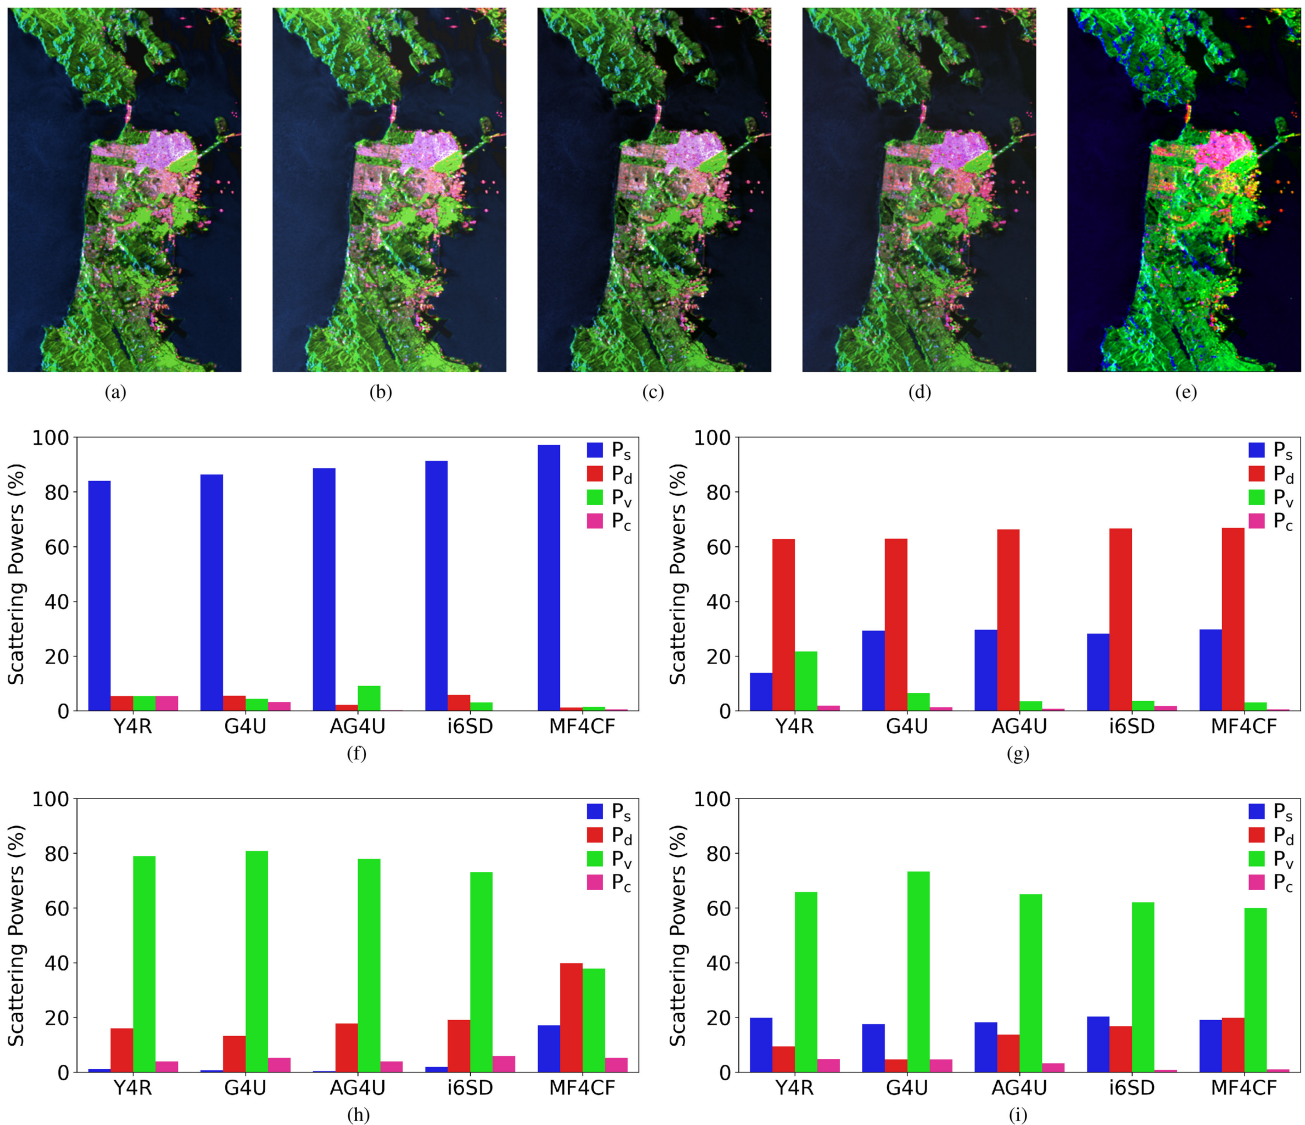 (a) (b) (c) (d) (e)
Scattering Powers (%)
100
80
60
40
20
0
Y4R G4U AG4U i6SD MF4CF
Ps
Pd
Pv
Pc
(f)
Scattering Powers (%)
100
80
60
40
20
0
Y4R G4U AG4U i6SD MF4CF
Ps
Pd
Pv
Pc
(g)
Scattering Powers (%)
100
80
60
40
20
0
Y4R G4U AG4U i6SD MF4CF
Ps
Pd
Pv
Pc
(h)
Scattering Powers (%)
100
80
60
40
20
0
Y4R G4U AG4U i6SD MF4CF
Ps
Pd
Pv
Pc
(i)